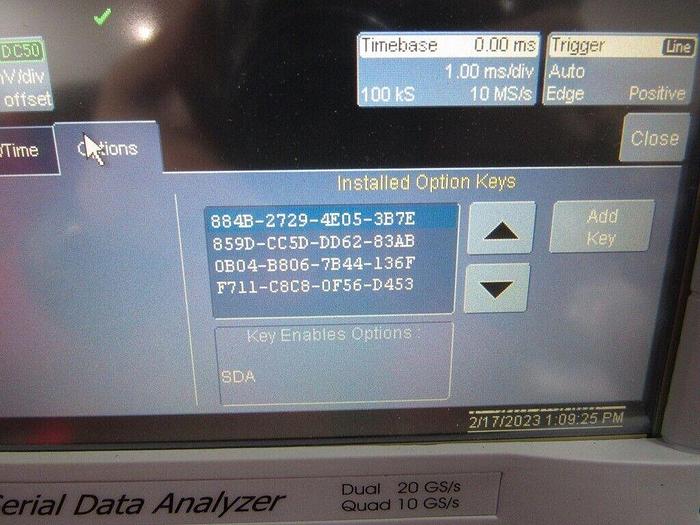 DC50
V/div
offset
Timebase 0.00 ms
1.00 ms/div
100 kS 10 MS/s
Trigger Line
Auto
Edge Positive
/Time
Options
Close
Installed Option Keys
884B-2729-4E05-3B7E
859D-CC5D-DD62-83AB
0B04-B806-7B44-136F
F711-C8C8-0F56-D453
Add
Key
Key Enables Options :
SDA
2/17/2023 1:09:25 PM
Serial Data Analyzer
Dual 20 GS/s
Quad 10 GS/s